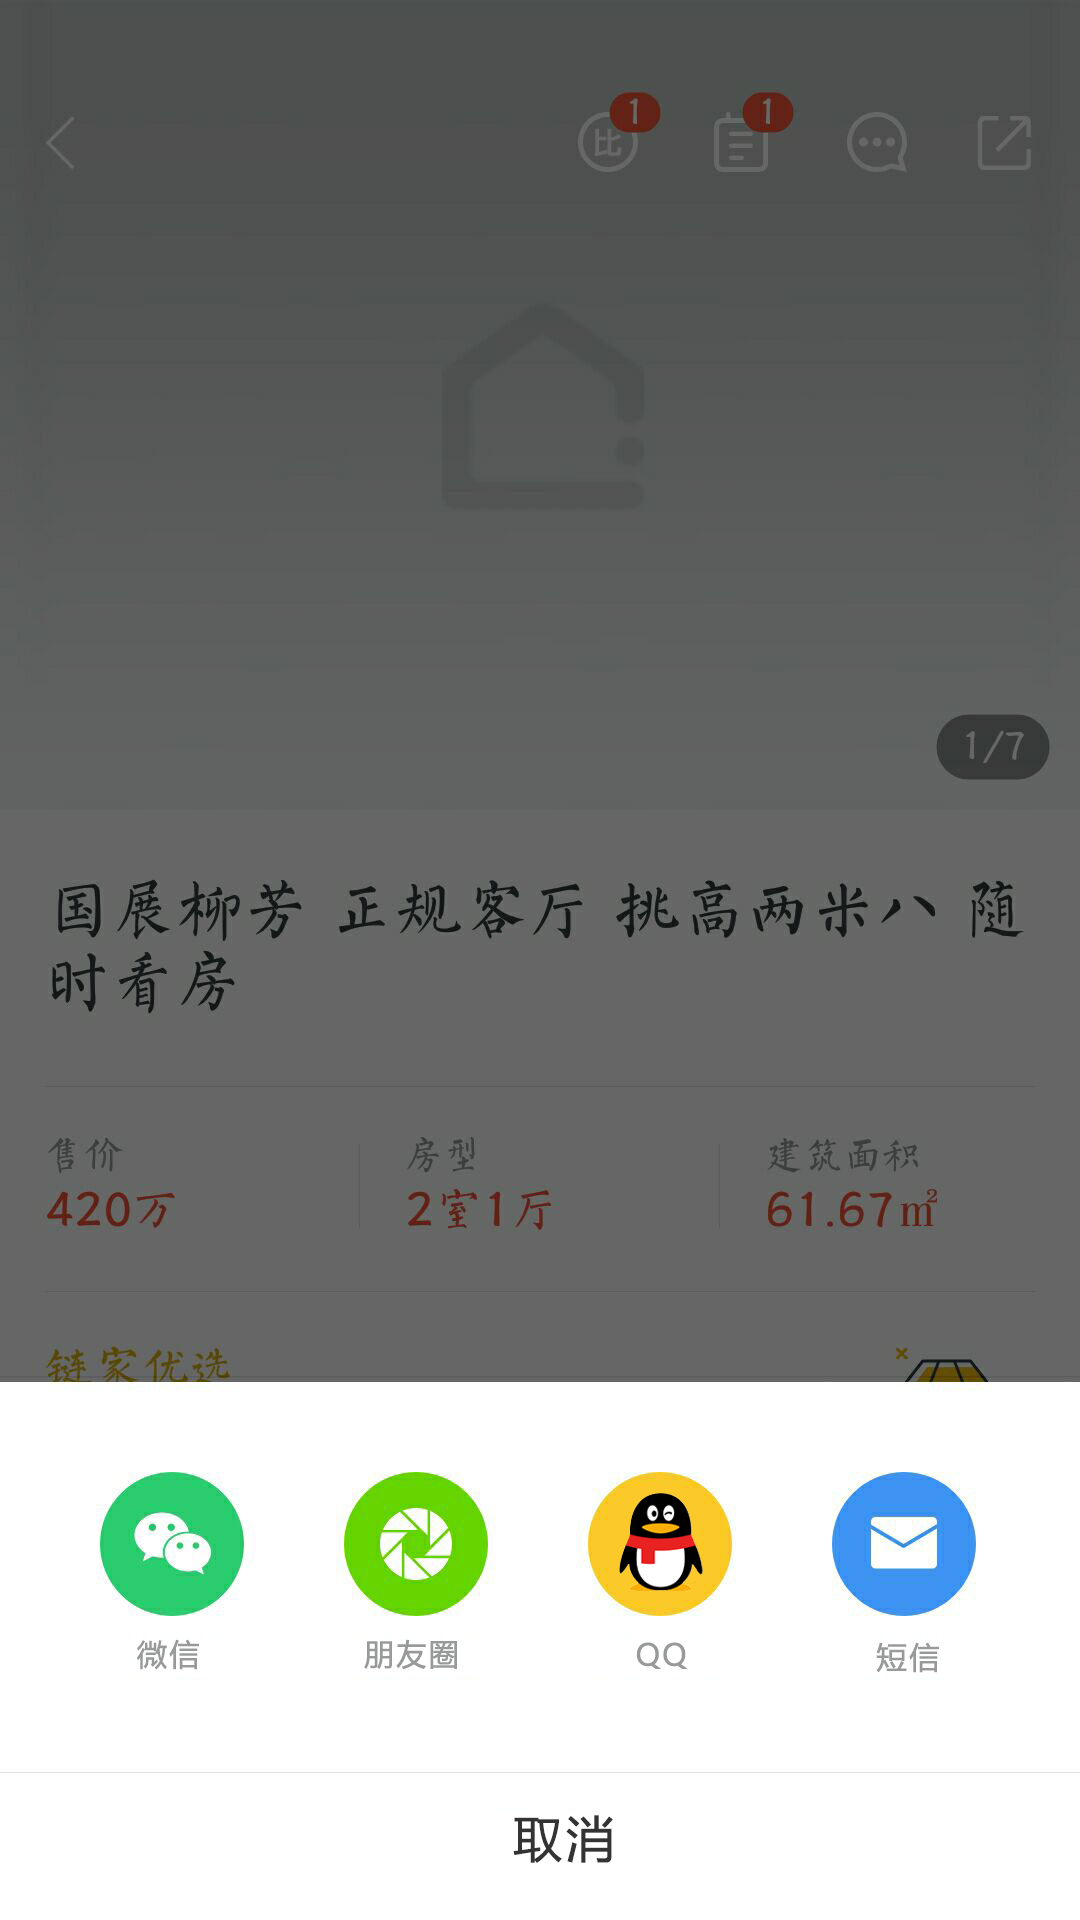 比 1 1
1/7
国展柳芳 正规客厅 挑高两米八 随
时看房
售价 房型 建筑面积
420万 2室1厅 61.67㎡
链家优选
微信 朋友圈 QQ 短信
取消